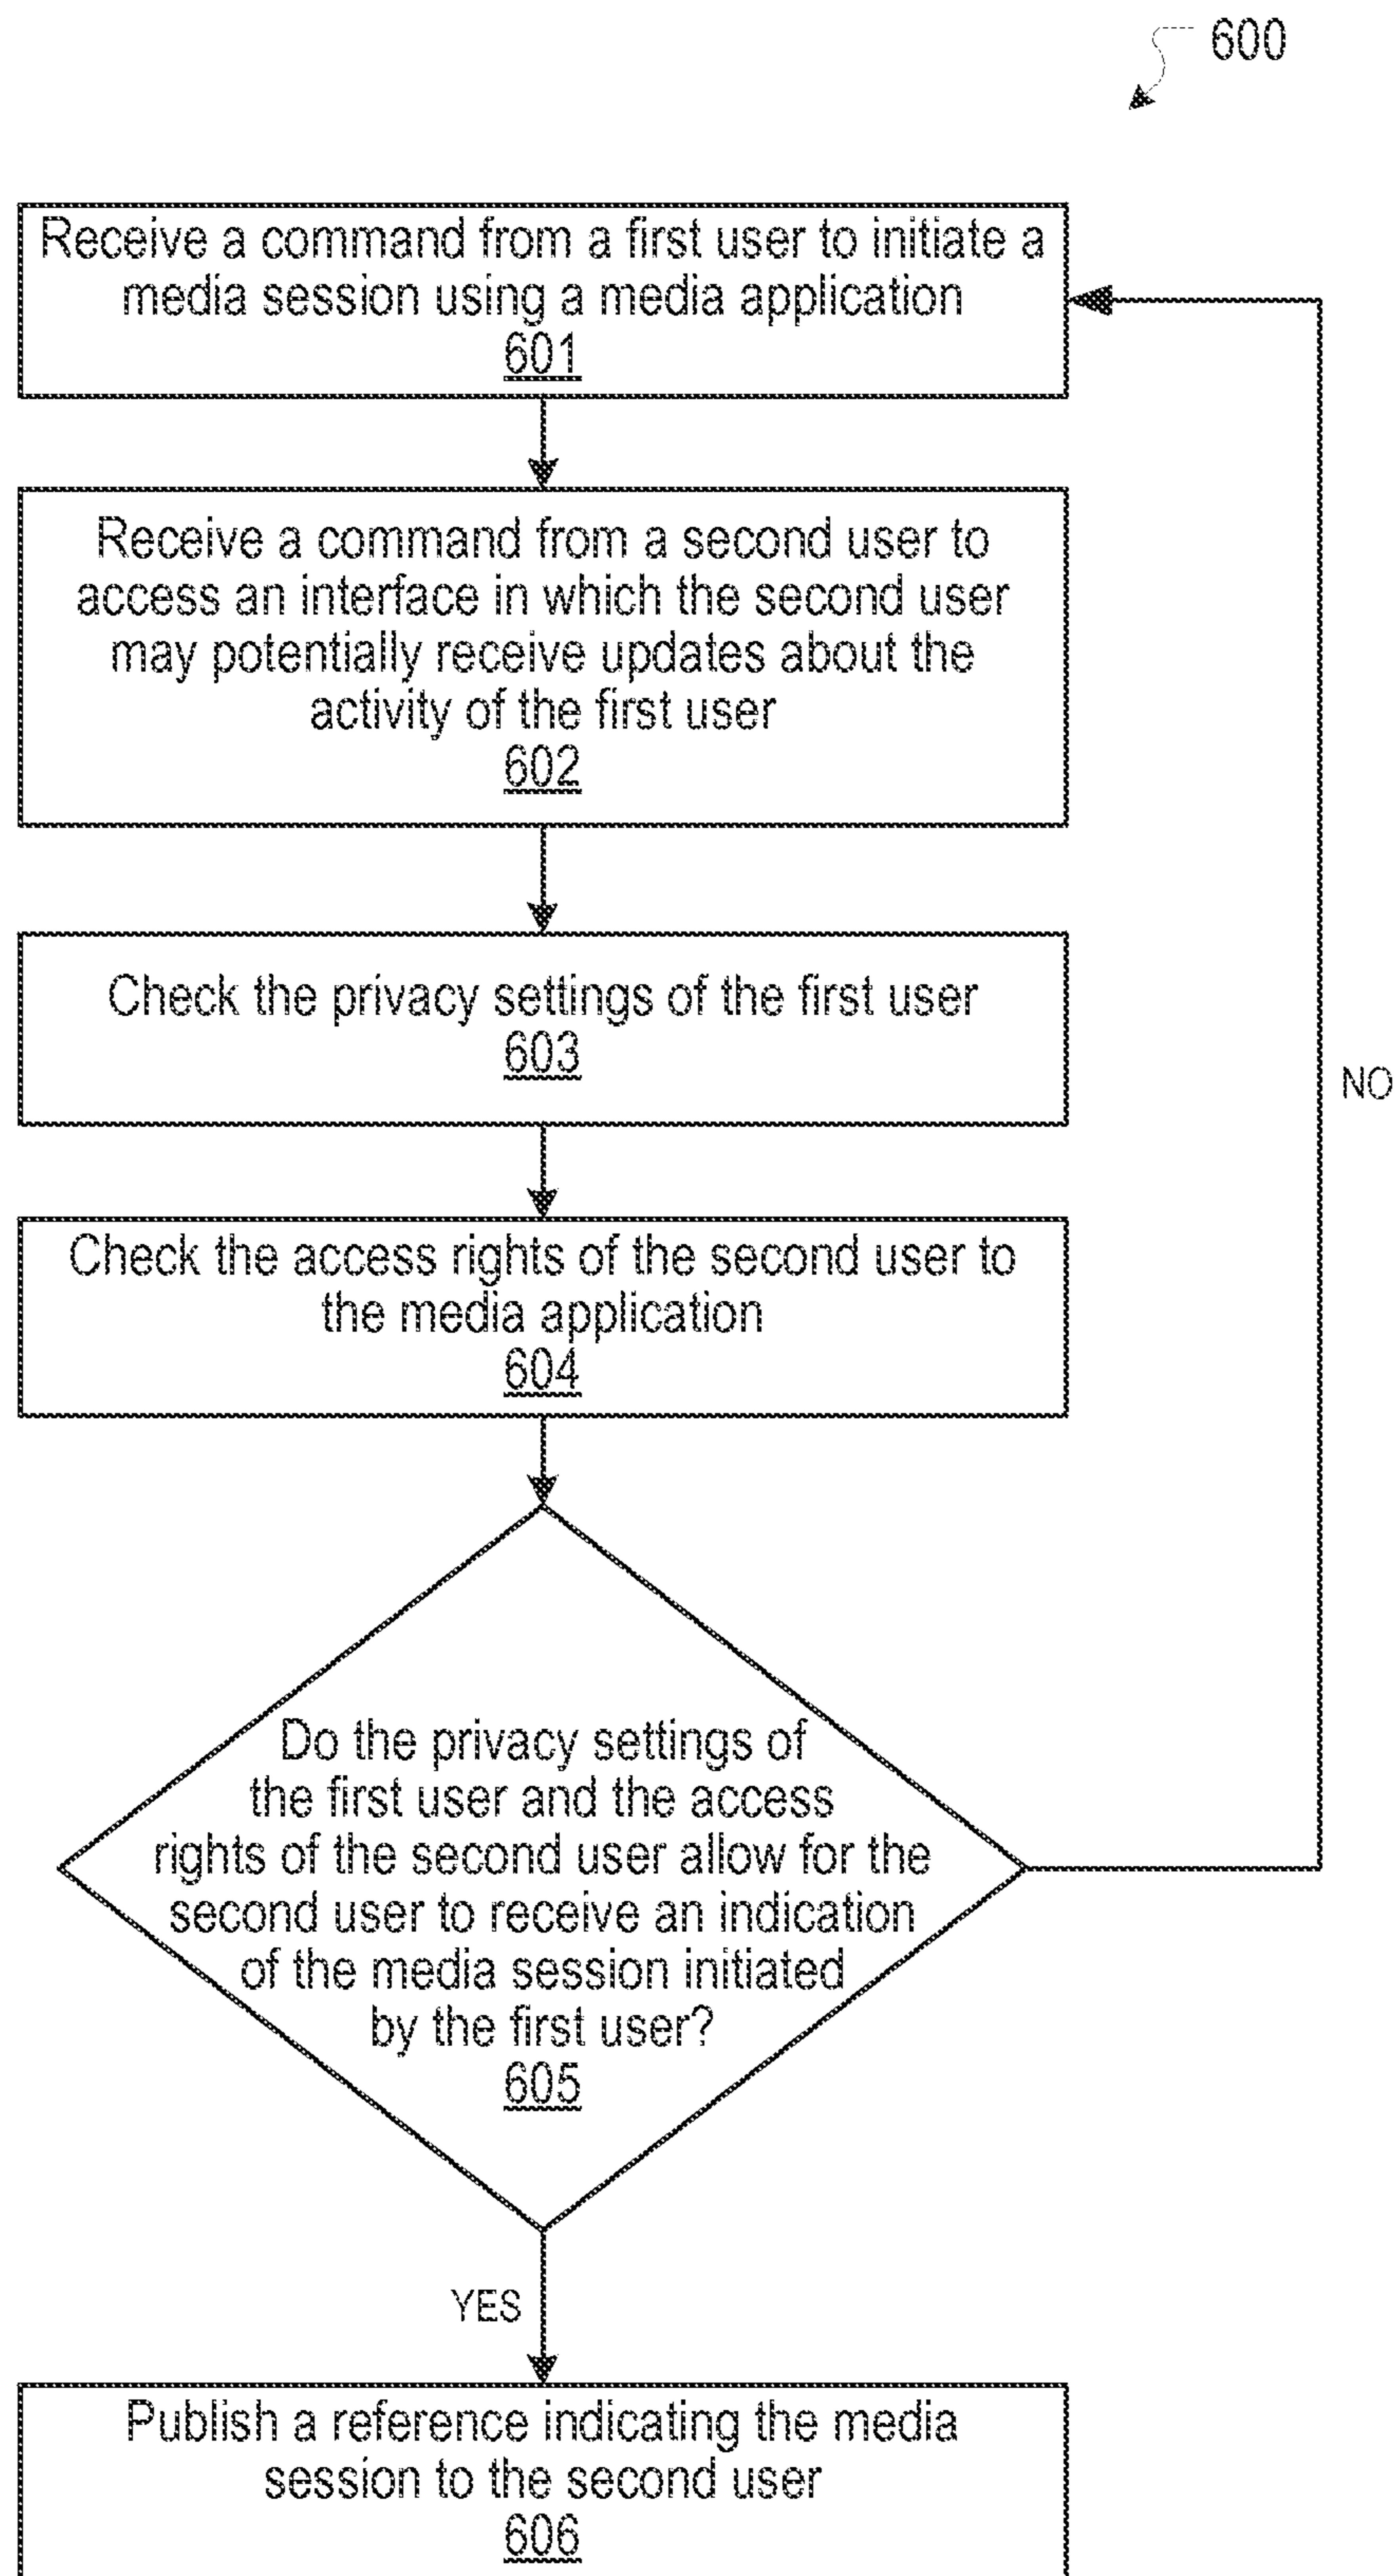 600
Receive a command from a first user to initiate a
media session using a media application
601
Receive a command from a second user to
access an interface in which the second user
may potentially receive updates about the
activity of the first user
602
Check the privacy settings of the first user
603
NO
Check the access rights of the second user to
the media application
604
Do the privacy settings of
the first user and the access
rights of the second user allow for the
second user to receive an indication
of the media session initiated
by the first user?
605
YES
Publish a reference indicating the media
session to the second user
606